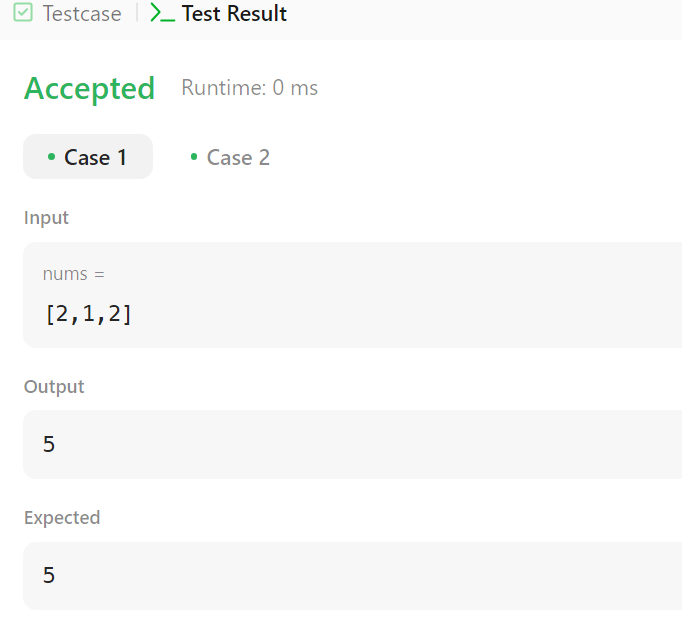 Testcase Test Result
Accepted Runtime: 0 ms
Case 1 Case 2
Input
nums =
[2,1,2]
Output
5
Expected
5